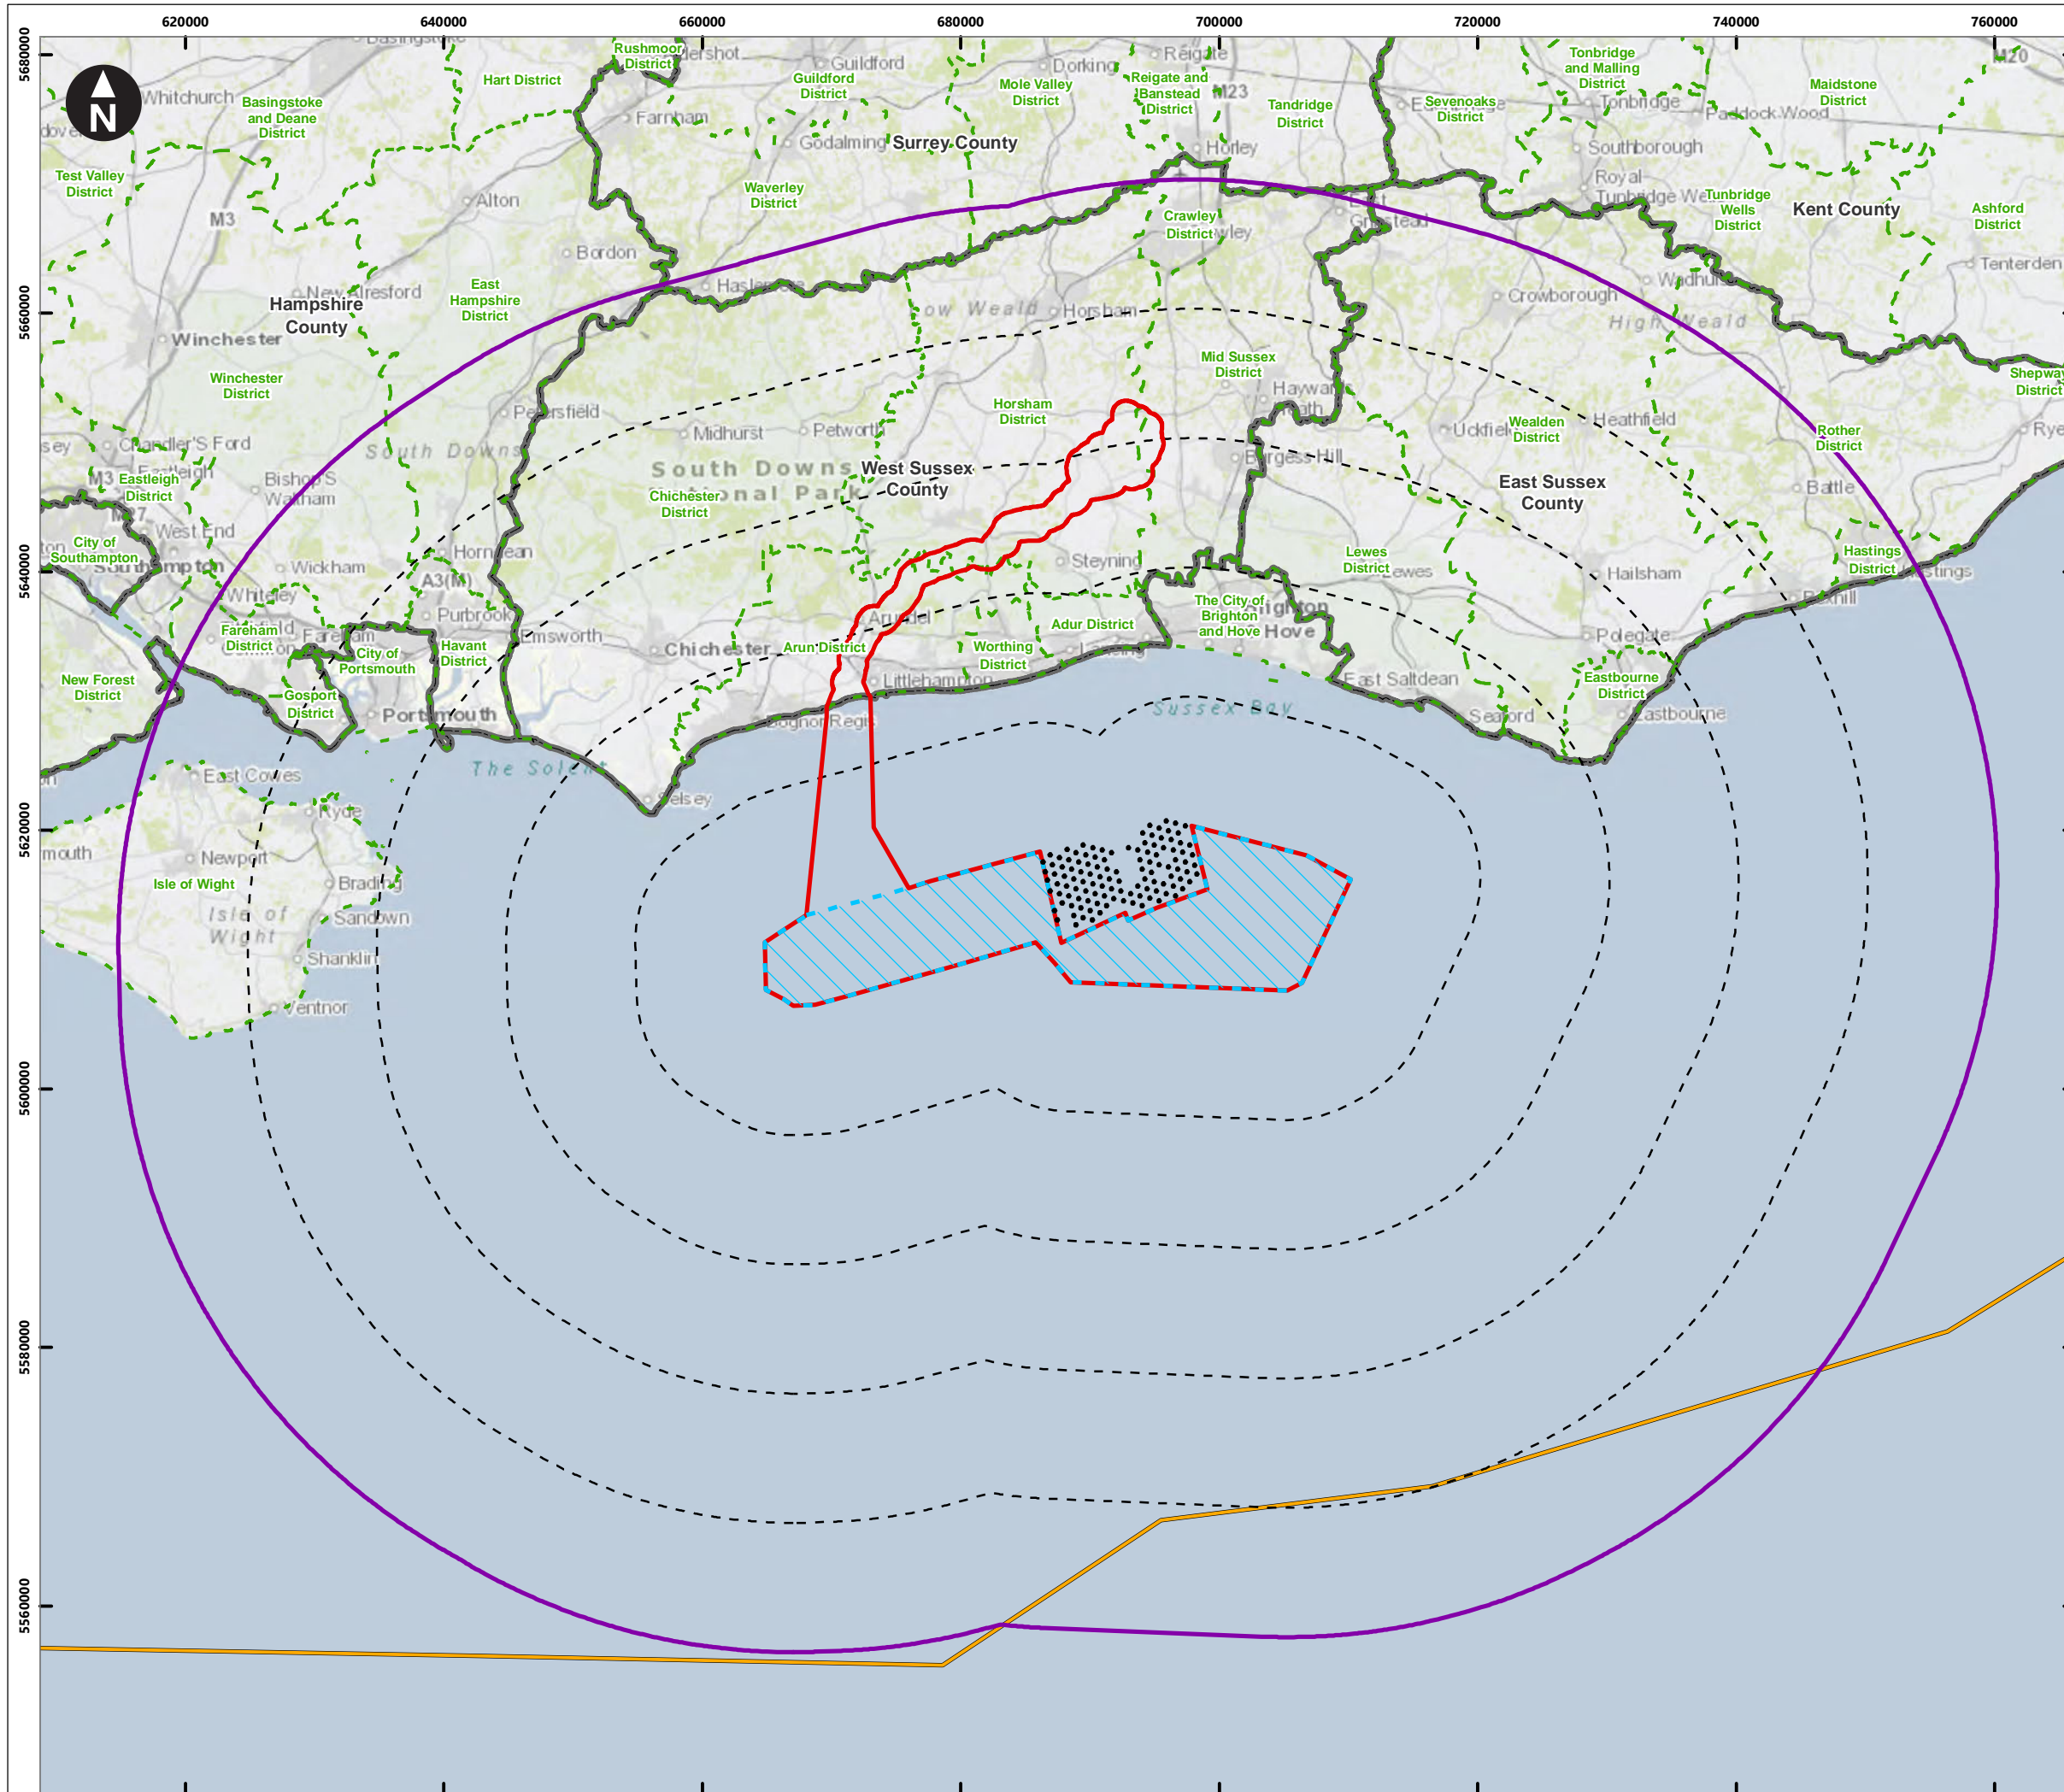 620000
640000
660000
680000
700000
720000
740000
760000
5680000
5660000
5640000
5620000
5600000
5580000
5560000
N
Basingstoke
Rushmoor
District
Hart District
Guildford
Guildford
District
Dorking
Mole Valley
District
Reigate
Reigate and
Banstead
District
M23
Tandridge
District
Sevenoaks
District
Tonbridge
and Malling
District
Tonbridge
Maidstone
District
M20
Paddock Wood
Whitchurch
Basingstoke
and Deane
District
Farnham
Godalming
Surrey County
Horley
Southborough
Royal
Tunbridge
Tunbridge
Wells
District
Kent County
Ashford
District
Test Valley
District
M3
Alton
Waverley
District
Crawley
District
Bordon
Tenterden
New Alresford
Hampshire
County
East
Hampshire
District
Horsham
Crowborough
High Weald
Winchester
Winchester
District
Mid Sussex
District
Shepway
District
Petersfield
Horsham
District
Haywards
Heath
Heathfield
Uckfield
Wealden
District
Rother
District
Rye
Chandler'S Ford
South Downs
Midhurst
Petworth
M3
Eastleigh
Eastleigh
District
Bishop'S
Waltham
South Downs
National Park
West Sussex
County
Chichester
District
Burgess Hill
East Sussex
County
Battle
West End
City of
Southampton
Southampton
Wickham
Horndean
A3(M)
Steyning
Lewes
District
Lewes
Hailsham
Hastings
District
Hastings
Bexhill
Whiteley
Purbrook
Arundel
The City of
Brighton
and Hove
Brighton
Hove
Adur District
Fareham
District
Fareham
City of
Portsmouth
Havant
District
Emsworth
Chichester
Arun District
Worthing
District
Lancing
Polegate
New Forest
District
Gosport
District
Portsmouth
Littlehampton
Bognor Regis
East Saltdean
Eastbourne
District
Eastbourne
Seaford
Sussex Bay
The Solent
East Cowes
Selsey
Ryde
Newport
Isle of Wight
Brading
Isle of
Wight
Sandown
Shanklin
Ventnor